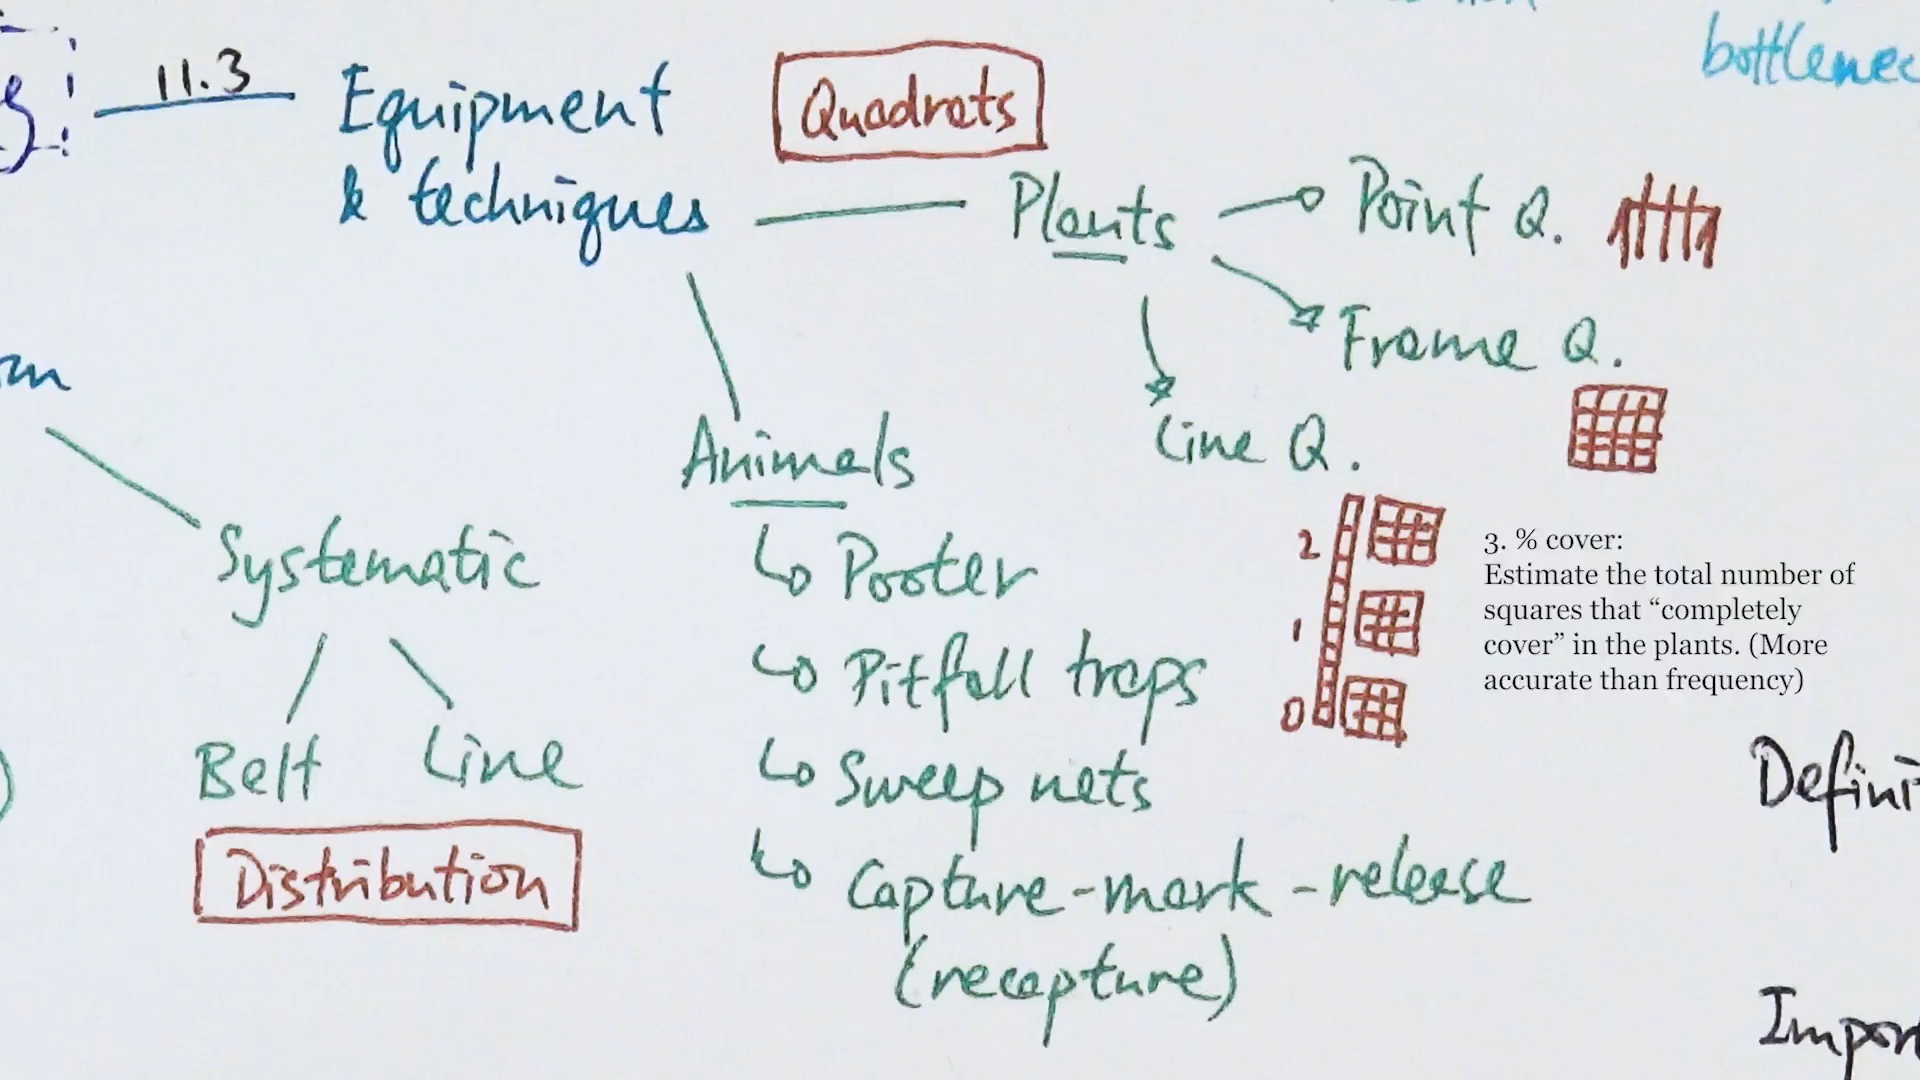 11.3
Equipment
& techniques
Quadrats
bottlenec
Plants
Point Q.
Frame Q.
Line Q.
2
1
0
3. % cover:
Estimate the total number of
squares that “completely
cover” in the plants. (More
accurate than frequency)
Animals
Pooter
Pitfall traps
Sweep nets
Capture-mark-release
(recapture)
Systematic
Belt
Line
Distribution
Defini
Impor